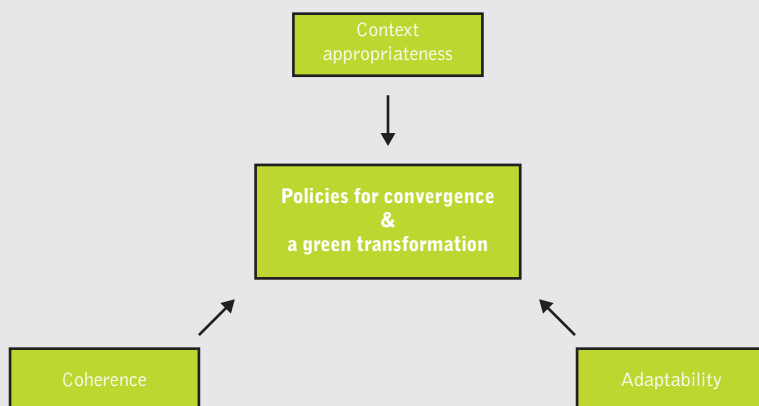 Context
appropriateness
Policies for convergence
&
a green transformation
Coherence
Adaptability